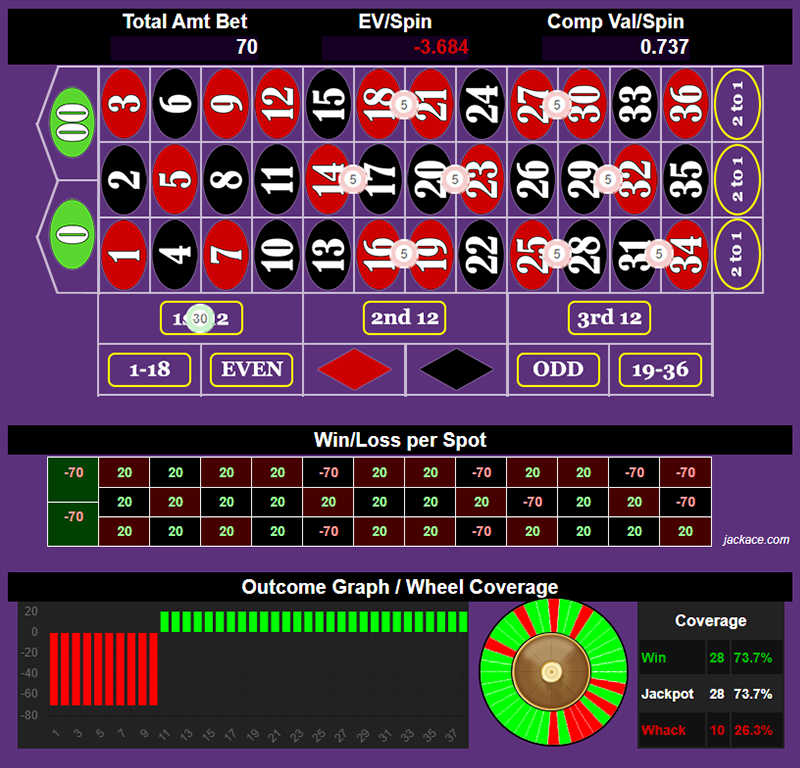 Total Amt Bet EV/Spin Comp Val/Spin
70 -3.684 0.737
00 3 6 9 12 15 18 5 21 24 27 5 30 33 36 2 to 1
2 5 8 11 14 5 17 20 5 23 26 29 5 32 35 2 to 1
0 1 4 7 10 13 16 5 19 22 25 5 28 31 5 34 2 to 1
30 2nd 12 3rd 12
1-18 EVEN ODD 19-36
Win/Loss per Spot
-70 20 20 20 20 -70 20 20 -70 20 20 -70 -70
20 20 20 20 20 20 20 20 -70 20 20 -70
-70 20 20 20 20 -70 20 20 -70 20 20 20 20
jackace.com
Outcome Graph / Wheel Coverage
20
0
-20
-40
-60
-80
1 3 5 7 9 11 13 15 17 19 21 23 25 27 29 31 33 35 37
Coverage
Win 28 73.7%
Jackpot 28 73.7%
Whack 10 26.3%